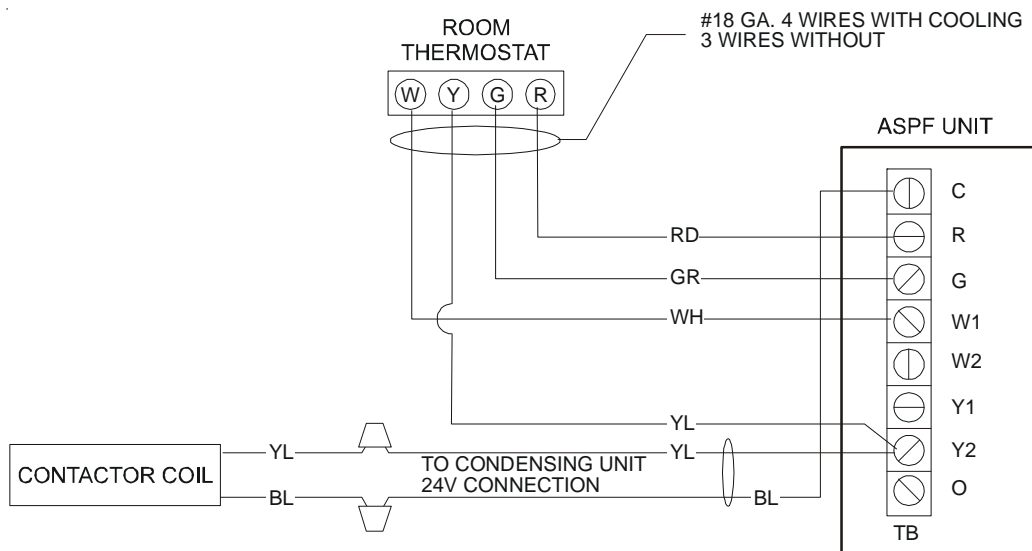 #18 GA. 4 WIRES WITH COOLING
3 WIRES WITHOUT
ROOM
THERMOSTAT
W Y G R
ASPF UNIT
C
RD R
GR G
WH W1
W2
Y1
YL
YL YL Y2
CONTACTOR COIL
TO CONDENSING UNIT
24V CONNECTION
BL BL O
TB